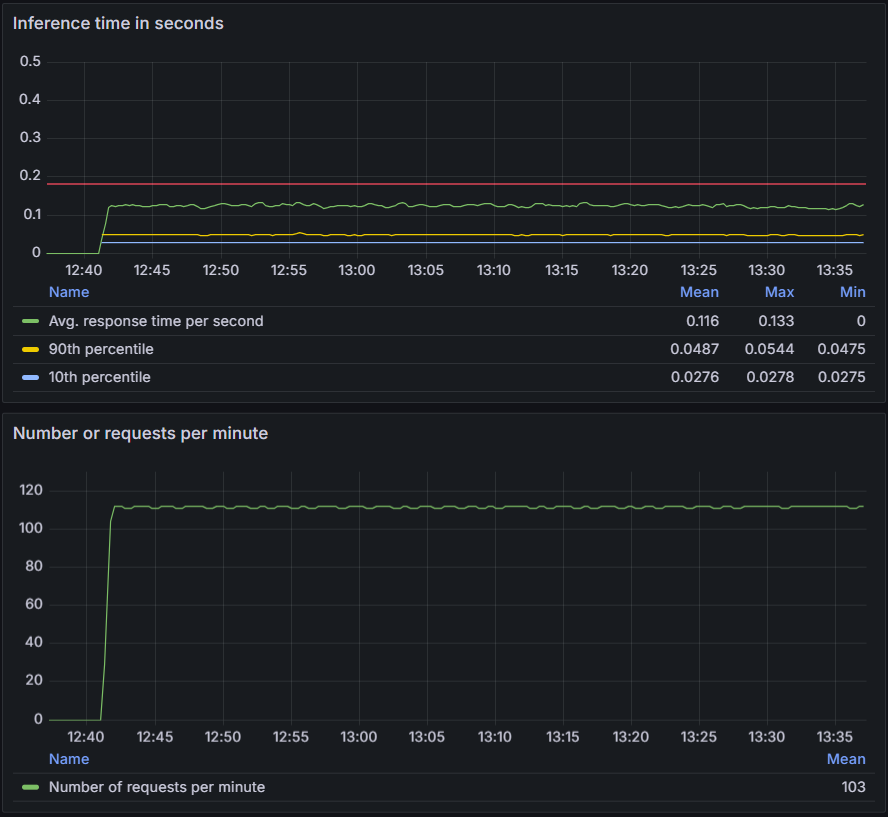 Inference time in seconds
0.5
0.4
0.3
0.2
0.1
0
12:40 12:45 12:50 12:55 13:00 13:05 13:10 13:15 13:20 13:25 13:30 13:35
Name Mean Max Min
Avg. response time per second 0.116 0.133 0
90th percentile 0.0487 0.0544 0.0475
10th percentile 0.0276 0.0278 0.0275
Number or requests per minute
120
100
80
60
40
20
0
12:40 12:45 12:50 12:55 13:00 13:05 13:10 13:15 13:20 13:25 13:30 13:35
Name Mean
Number of requests per minute 103